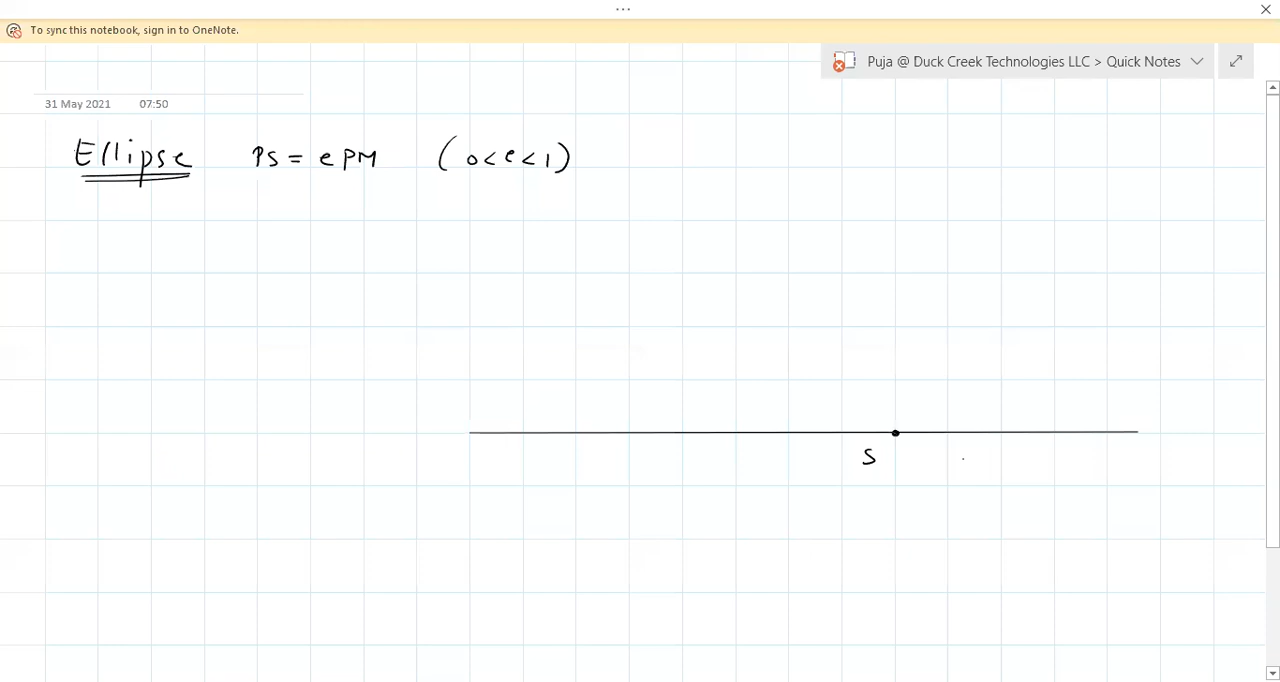 To sync this notebook, sign in to OneNote.
Puja @ Duck Creek Technologies LLC > Quick Notes
31 May 2021 07:50
Ellipse PS = e PM (0<e<1)
S